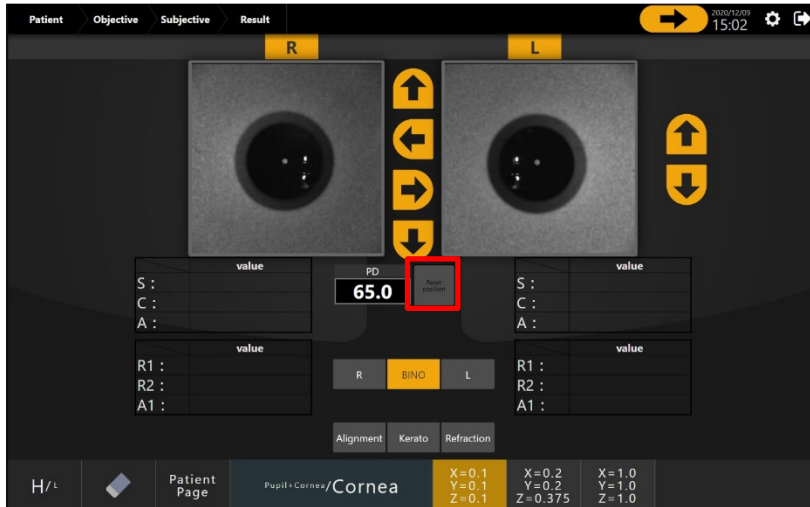 Patient Objective Subjective Result
2020/12/09
15:02
R L
value
S :
C :
A :
PD
65.0
Reset
position
value
S :
C :
A :
value
R1 :
R2 :
A1 :
R BINO L
value
R1 :
R2 :
A1 :
Alignment Kerato Refraction
H/L
Patient
Page
Pupil+Cornea/Cornea
X=0.1
Y=0.1
Z=0.1
X=0.2
Y=0.2
Z=0.375
X=1.0
Y=1.0
Z=1.0